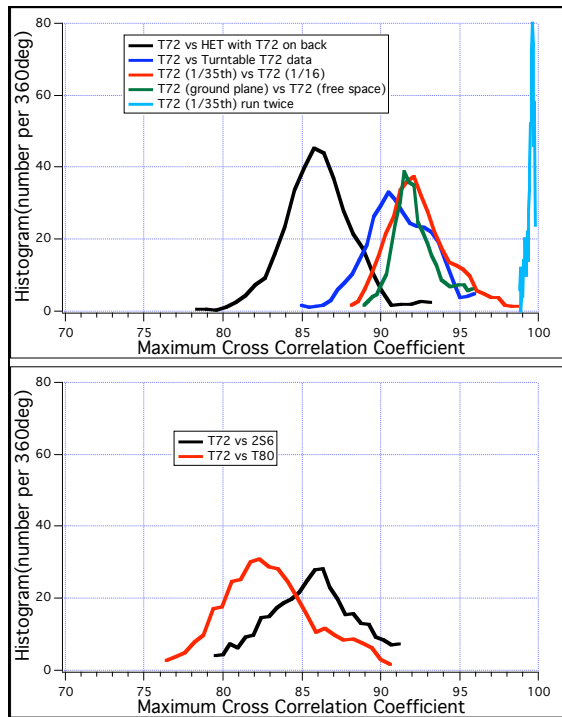 80
60
40
20
0
Histogram(number per 360deg)
T72 vs HET with T72 on back
T72 vs Turntable T72 data
T72 (1/35th) vs T72 (1/16)
T72 (ground plane) vs T72 (free space)
T72 (1/35th) run twice
70 75 80 85 90 95 100
Maximum Cross Correlation Coefficient
80
60
40
20
0
Histogram(number per 360deg)
T72 vs 2S6
T72 vs T80
70 75 80 85 90 95 100
Maximum Cross Correlation Coefficient